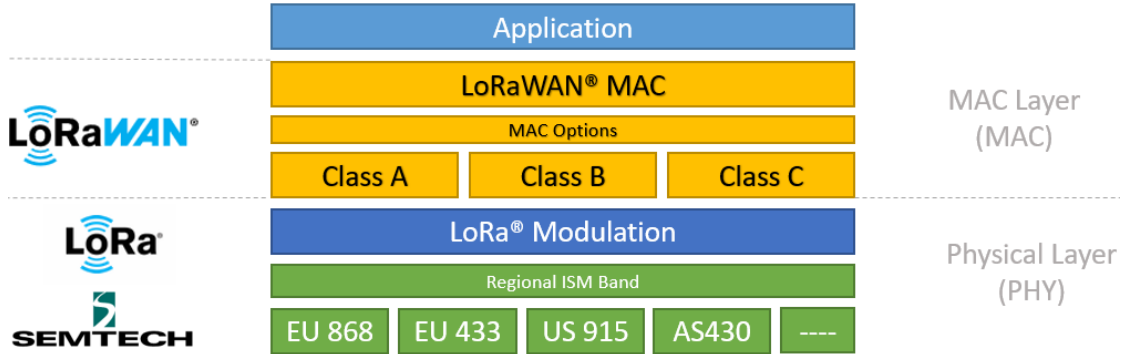 Application
LoRaWAN® MAC
LoRaWAN®
MAC Options
MAC Layer
(MAC)
Class A Class B Class C
LoRa®
LoRa® Modulation
Physical Layer
(PHY)
Regional ISM Band
SEMTECH
EU 868 EU 433 US 915 AS430 ----